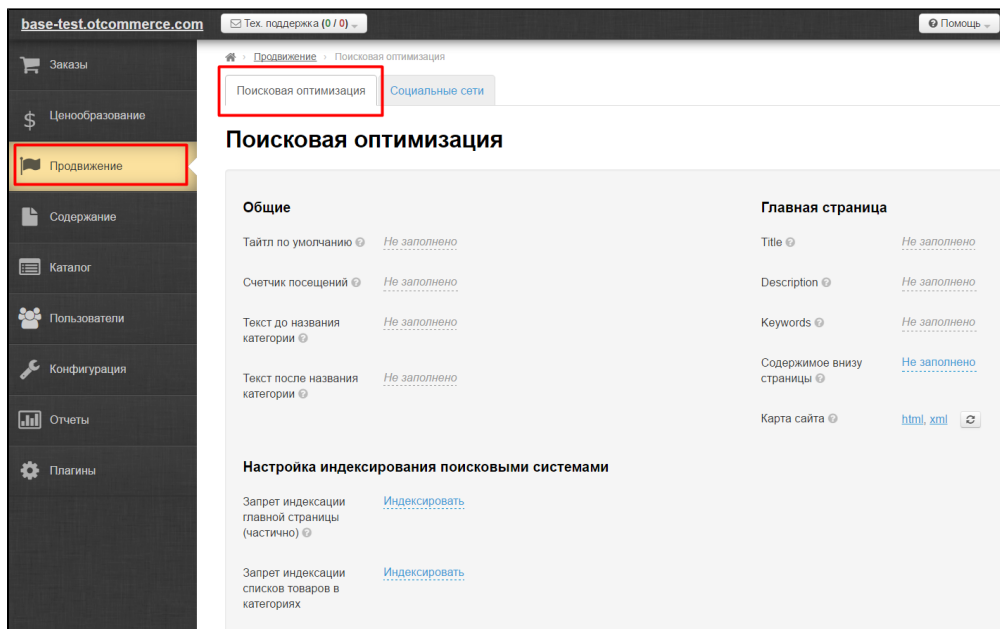 base-test.otcommerce.com
Тех. поддержка (0 / 0)
Помощь
Заказы
Ценообразование
Продвижение
Содержание
Каталог
Пользователи
Конфигурация
Отчеты
Плагины
Продвижение › Поисковая оптимизация
Поисковая оптимизация
Социальные сети
Поисковая оптимизация
Общие
Тайтл по умолчанию
Не заполнено
Счетчик посещений
Не заполнено
Текст до названия
категории
Не заполнено
Текст после названия
категории
Не заполнено
Главная страница
Title
Не заполнено
Description
Не заполнено
Keywords
Не заполнено
Содержимое внизу
страницы
Не заполнено
Карта сайта
html, xml
Настройка индексирования поисковыми системами
Запрет индексации
главной страницы
(частично)
Индексировать
Запрет индексации
списков товаров в
категориях
Индексировать